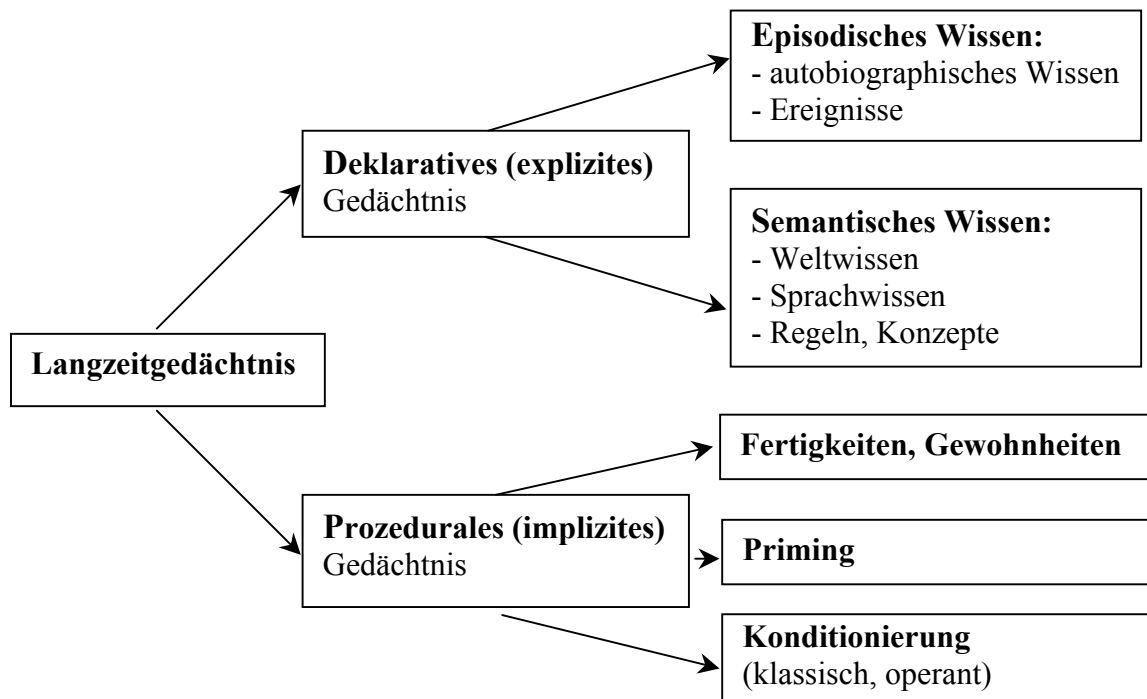 Langzeitgedächtnis
Deklaratives (explizites)
Gedächtnis
Episodisches Wissen:
- autobiographisches Wissen
- Ereignisse
Semantisches Wissen:
- Weltwissen
- Sprachwissen
- Regeln, Konzepte
Prozedurales (implizites)
Gedächtnis
Fertigkeiten, Gewohnheiten
Priming
Konditionierung
(klassisch, operant)